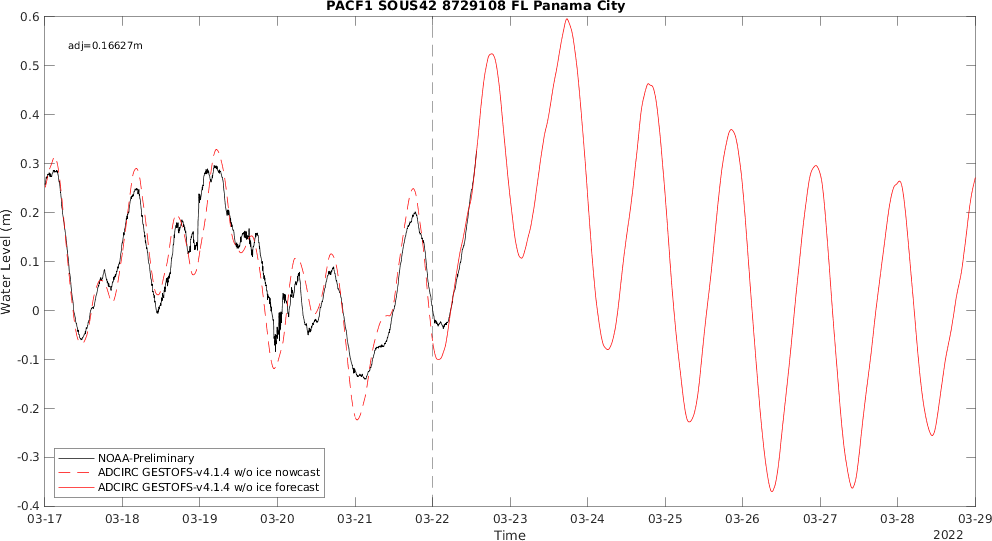 PACF1 SOUS42 8729108 FL Panama City
adj=0.16627m
0.6
0.5
0.4
0.3
0.2
0.1
0
-0.1
-0.2
-0.3
-0.4
Water Level (m)
NOAA-Preliminary
ADCIRC GESTOFS-v4.1.4 w/o ice nowcast
ADCIRC GESTOFS-v4.1.4 w/o ice forecast
03-17 03-18 03-19 03-20 03-21 03-22 03-23 03-24 03-25 03-26 03-27 03-28 03-29
Time
2022